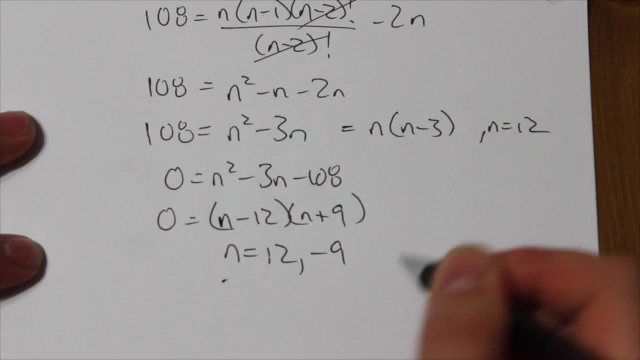 108 = n(n-1)(n-2)! / (n-2)! - 2n
108 = n² - n - 2n
108 = n² - 3n = n(n-3) , n=12
0 = n² - 3n - 108
0 = (n-12)(n+9)
n = 12, -9